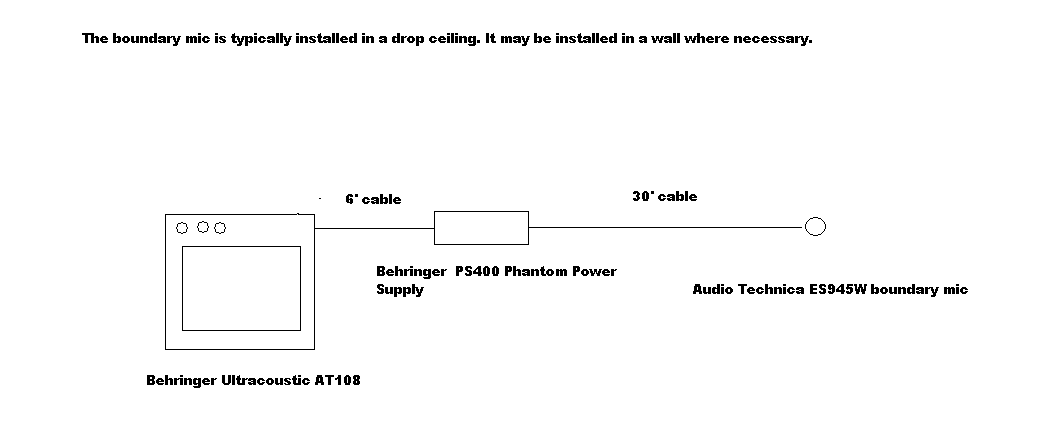 The boundary mic is typically installed in a drop ceiling. It may be installed in a wall where necessary.
6' cable
30' cable
Behringer  PS400 Phantom Power
Supply
Audio Technica ES945W boundary mic
Behringer Ultracoustic AT108